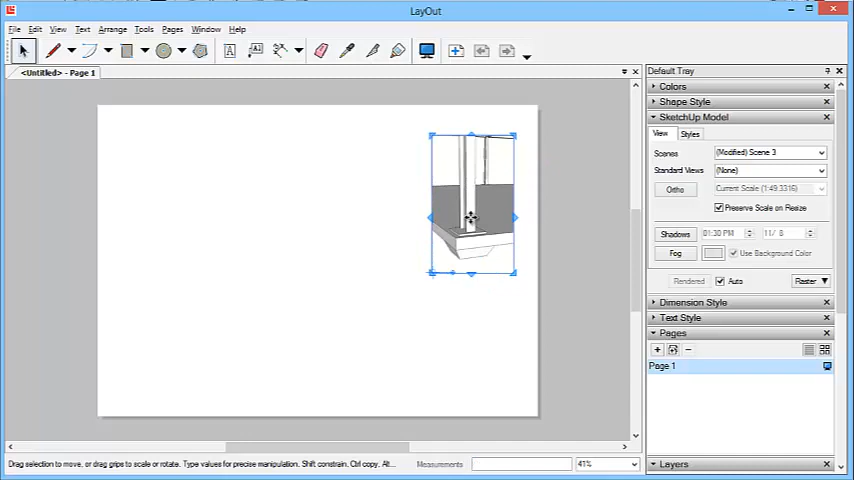 LayOut
File Edit View Text Arrange Tools Pages Window Help
<Untitled> - Page 1
Default Tray
Colors
Shape Style
SketchUp Model
View Styles
Scenes (Modified) Scene 3
Standard Views (None)
Ortho Current Scale (1:49.3316)
Preserve Scale on Resize
Shadows 01:30 PM 11/ 8
Fog Use Background Color
Rendered Auto Raster
Dimension Style
Text Style
Pages
Page 1
Layers
Drag selection to move, or drag grips to scale or rotate. Type values for precise manipulation. Shift constrain, Ctrl copy, Alt... Measurements 41%